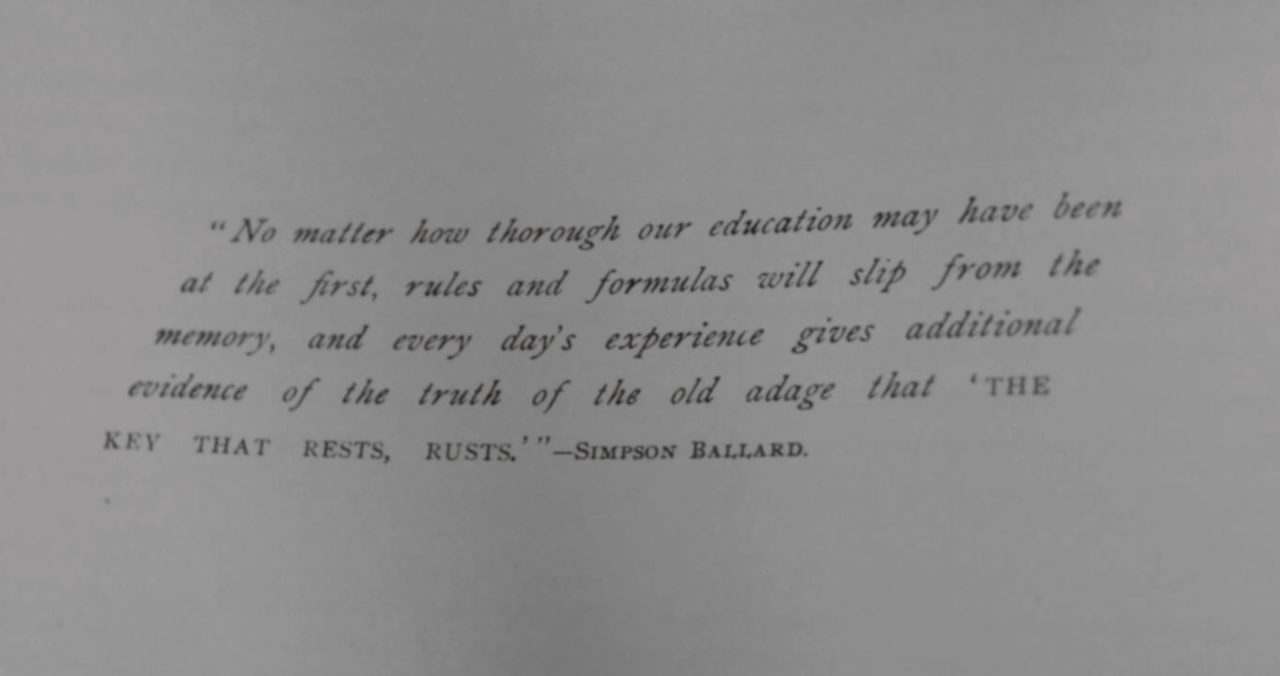 “No matter how thorough our education may have been
at the first, rules and formulas will slip from the
memory, and every day's experience gives additional
evidence of the truth of the old adage that ‘THE
KEY THAT RESTS, RUSTS.’”—SIMPSON BALLARD.